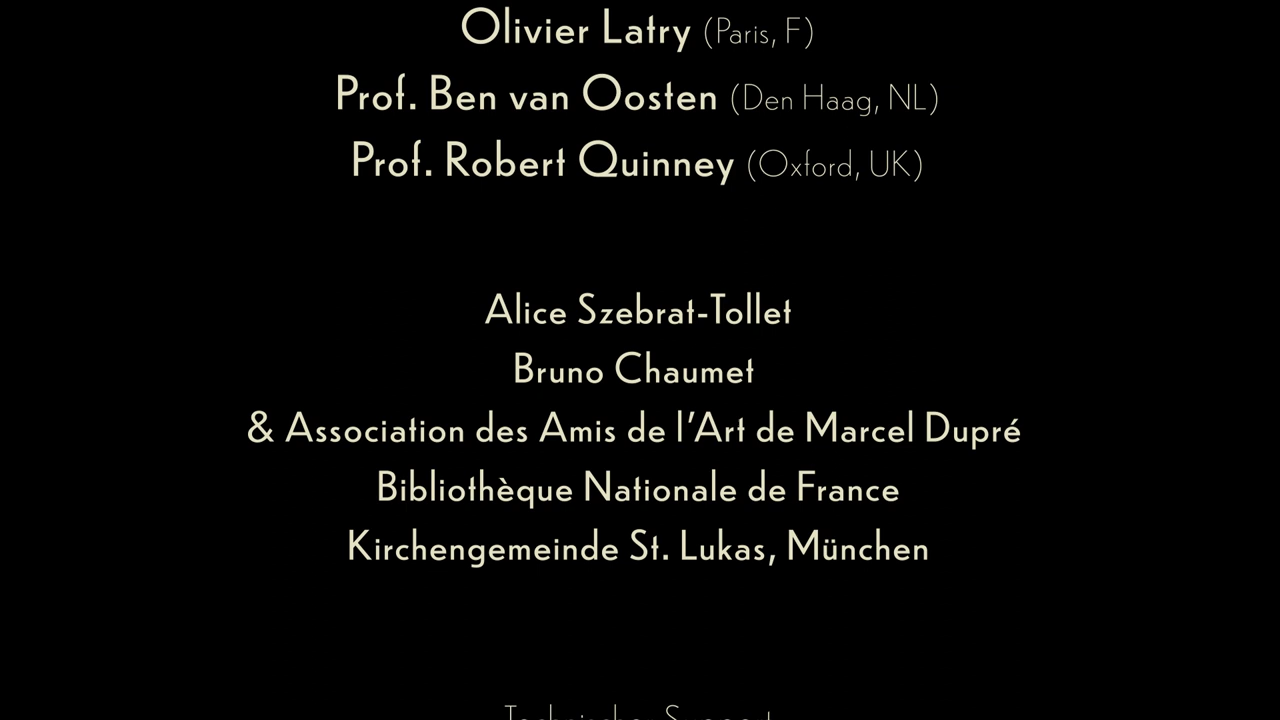 Olivier Latry (Paris, F)
Prof. Ben van Oosten (Den Haag, NL)
Prof. Robert Quinney (Oxford, UK)
Alice Szebrat-Tollet
Bruno Chaumet
& Association des Amis de l'Art de Marcel Dupré
Bibliothèque Nationale de France
Kirchengemeinde St. Lukas, München